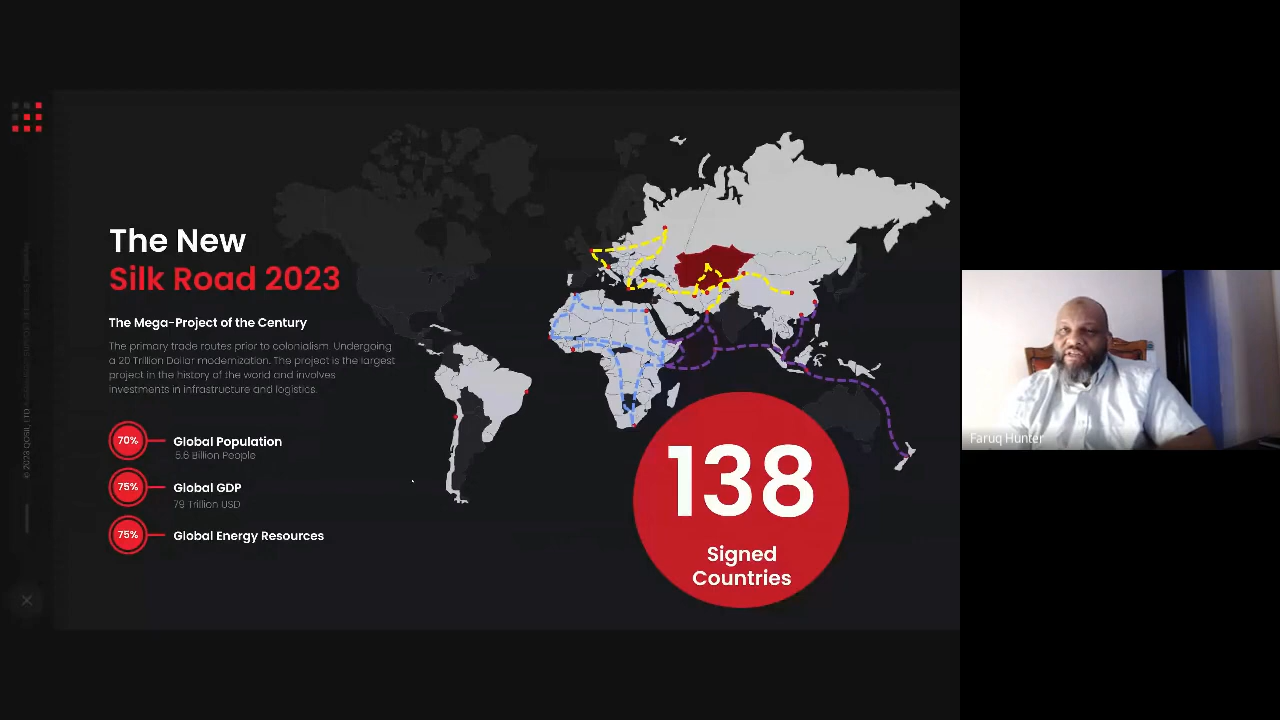 The New
Silk Road 2023
The Mega-Project of the Century
The primary trade routes prior to colonialism. Undergoing
a 20 Trillion Dollar modernization. The project is the largest
project in the history of the world and involves
investments in infrastructure and logistics.
70%
Global Population
5.6 Billion People
75%
Global GDP
79 Trillion USD
75%
Global Energy Resources
138
Signed
Countries
Faruq Hunter